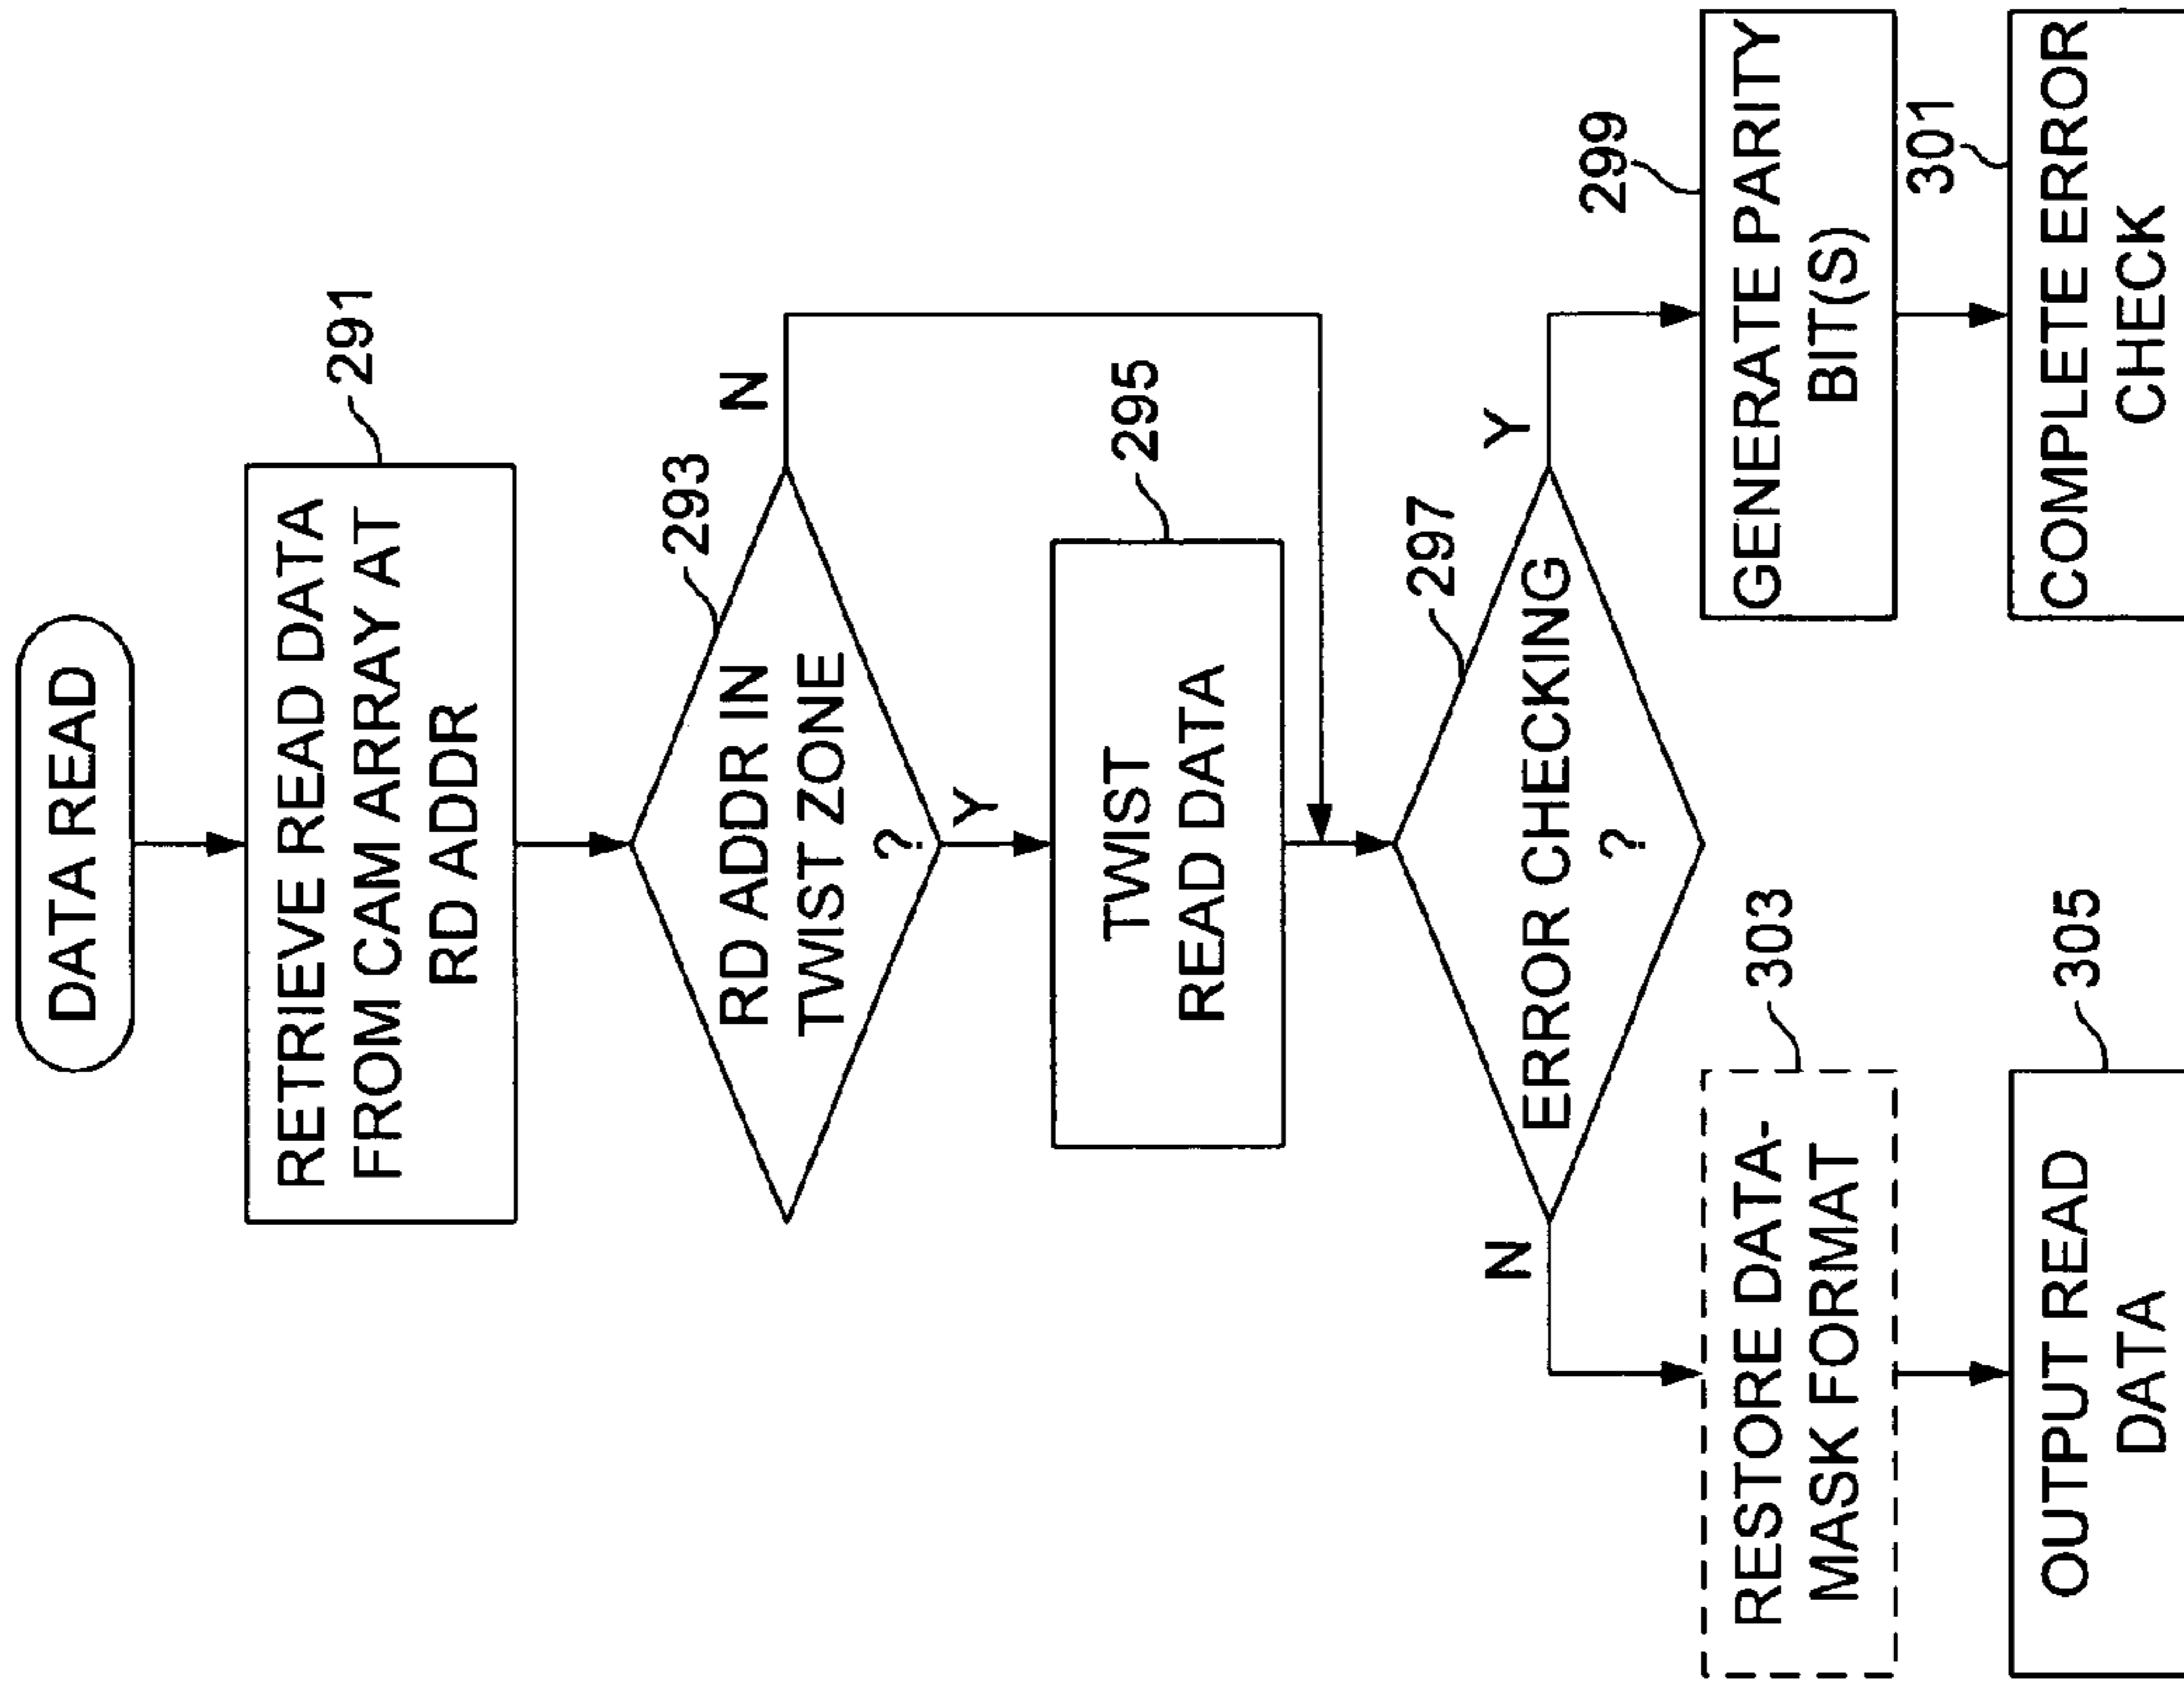 DATA READ
RETRIEVE READ DATA
FROM CAM ARRAY AT
RD ADDR
291
RD ADDR IN
TWIST ZONE
?
293
N
Y
TWIST
READ DATA
295
ERROR CHECKING
?
297
N
Y
RESTORE DATA-
MASK FORMAT
303
OUTPUT READ
DATA
305
GENERATE PARITY
BIT(S)
299
COMPLETE ERROR
CHECK
301